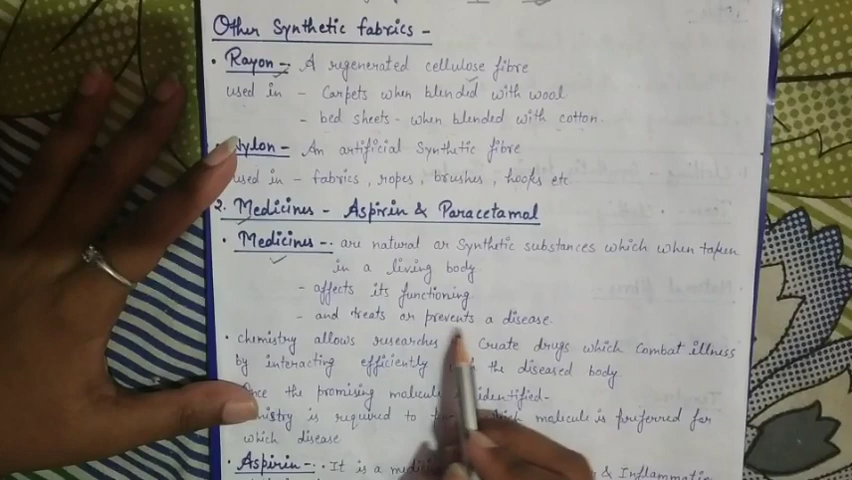 Other Synthetic fabrics -
• Rayon - A regenerated cellulose fibre
used in - Carpets when blended with wool
- bed sheets - when blended with cotton.
Nylon - An artificial Synthetic fibre
used in - fabrics, ropes, brushes, hooks etc
2. Medicines - Aspirin & Paracetamol
• Medicines - are natural or Synthetic substances which when taken
in a living body
- affects its functioning
- and treats or prevents a disease.
• Chemistry allows researches create drugs which combat illness
by interacting efficiently the diseased body
Once the promising molecule identified -
is required to which molecule is preferred for
which disease
• Aspirin - • It is a & Inflammatic